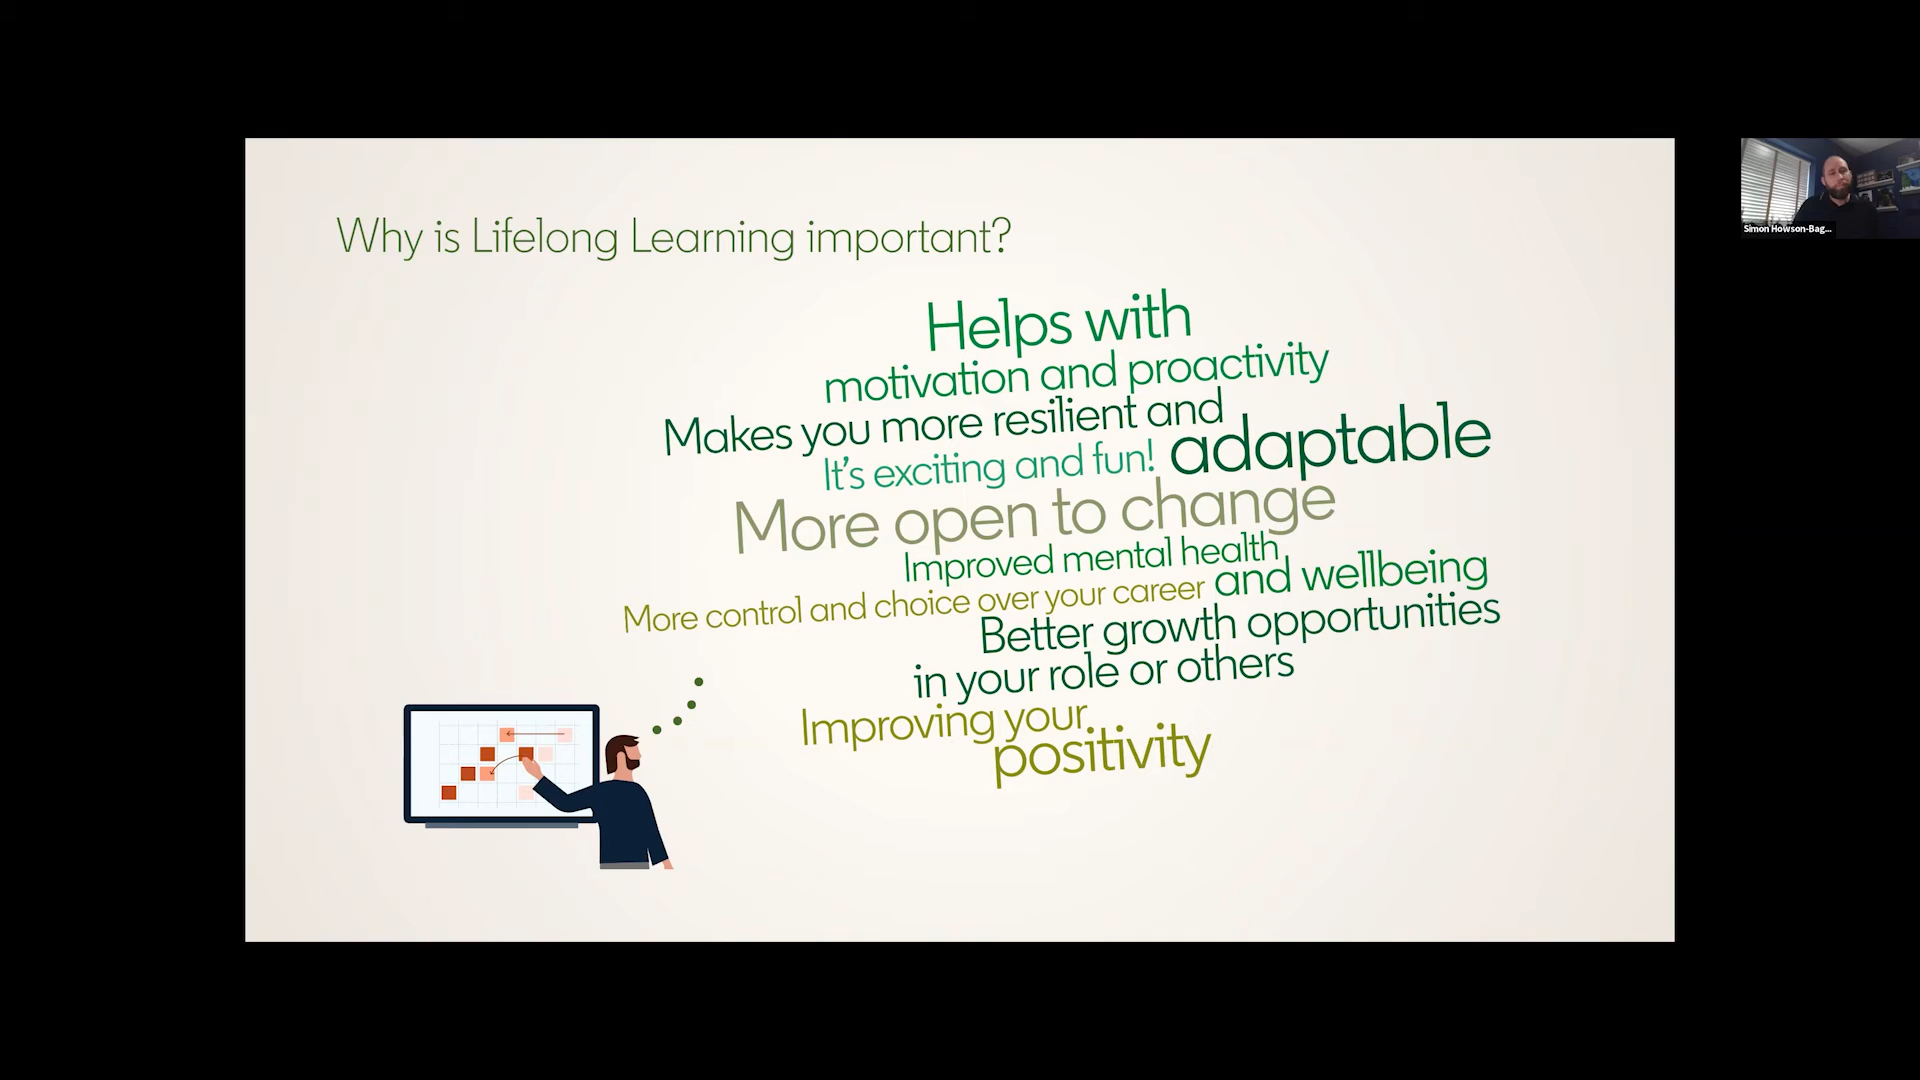 Why is Lifelong Learning important?
Helps with
motivation and proactivity
Makes you more resilient and
adaptable
It's exciting and fun!
More open to change
Improved mental health
and wellbeing
More control and choice over your career
Better growth opportunities
in your role or others
Improving your
positivity
Simon Howson-Bag...